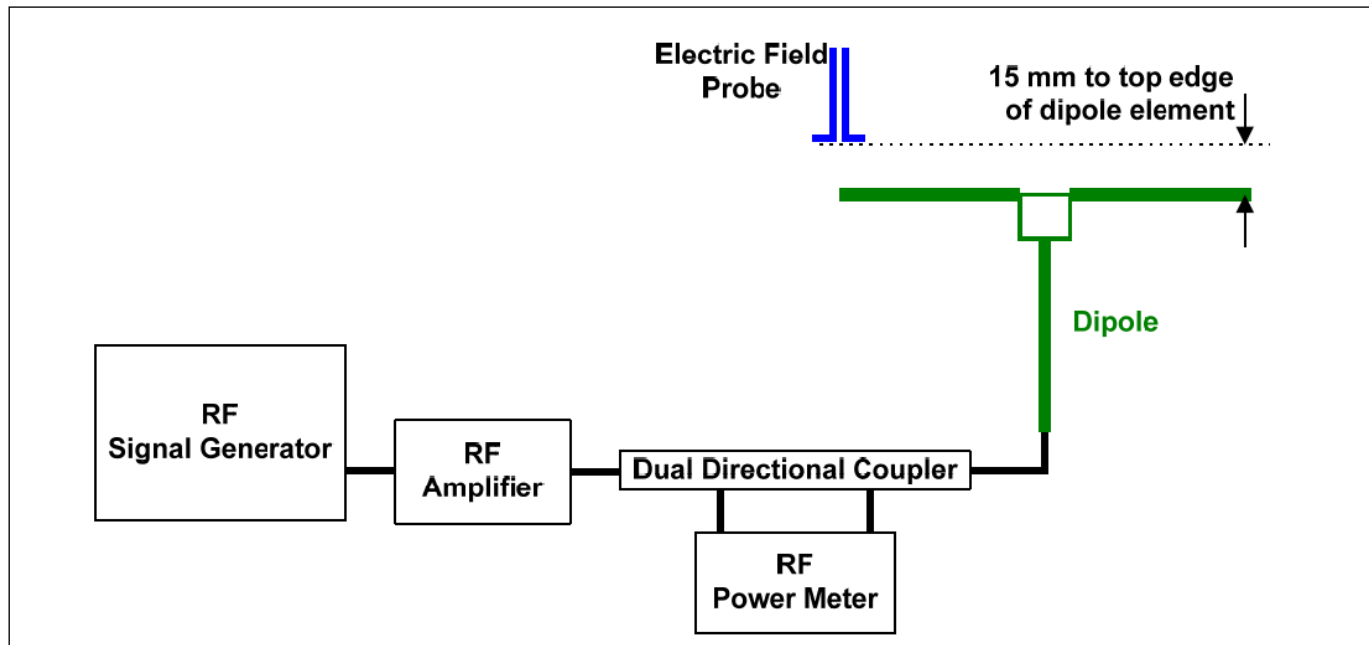 Electric Field
Probe
15 mm to top edge
of dipole element
Dipole
RF
Signal Generator
RF
Amplifier
Dual Directional Coupler
RF
Power Meter